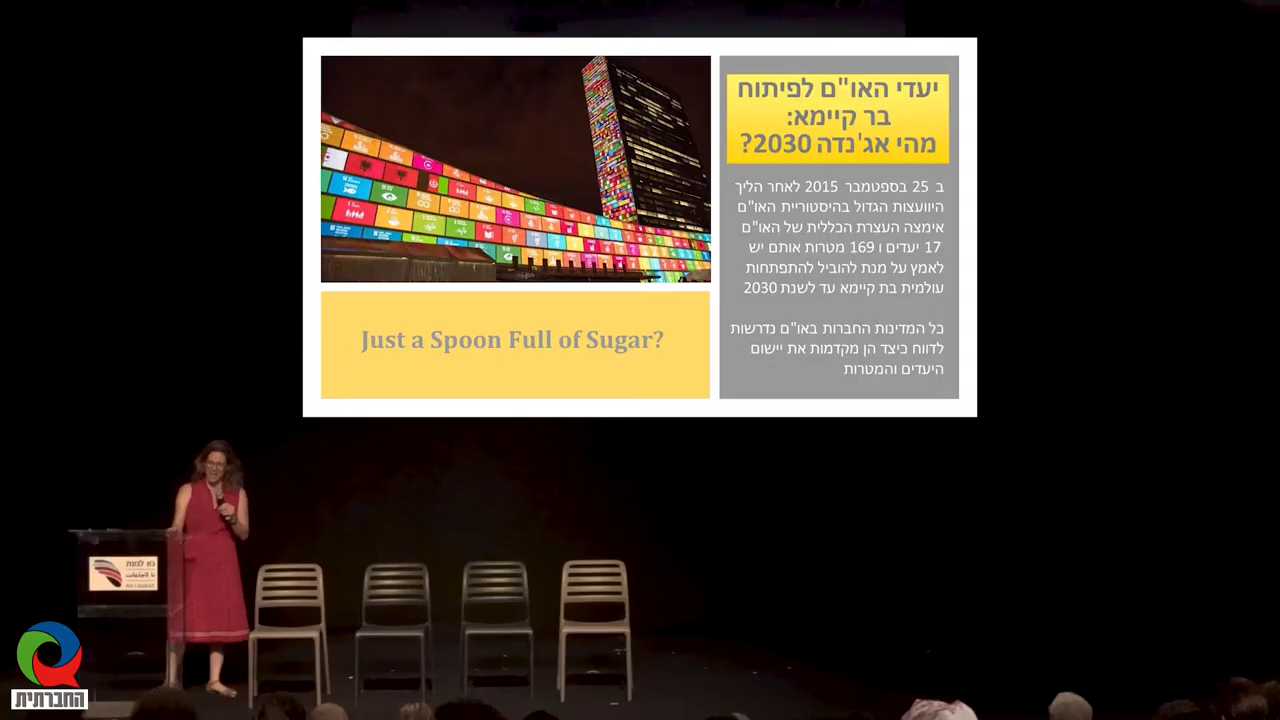 יעדי האו"ם לפיתוח
בר קיימא:
מהי אג'נדה 2030?
ב 25 בספטמבר 2015 לאחר הליך
היוועצות הגדול בהיסטוריית האו"ם
אימצה העצרת הכללית של האו"ם
17 יעדים ו 169 מטרות אותם יש
לאמץ על מנת להוביל להתפתחות
עולמית בת קיימא עד לשנת 2030
כל המדינות החברות באו"ם נדרשות
לדווח כיצד הן מקדמות את יישום
היעדים והמטרות
Just a Spoon Full of Sugar?
נא לגעת
החברתית